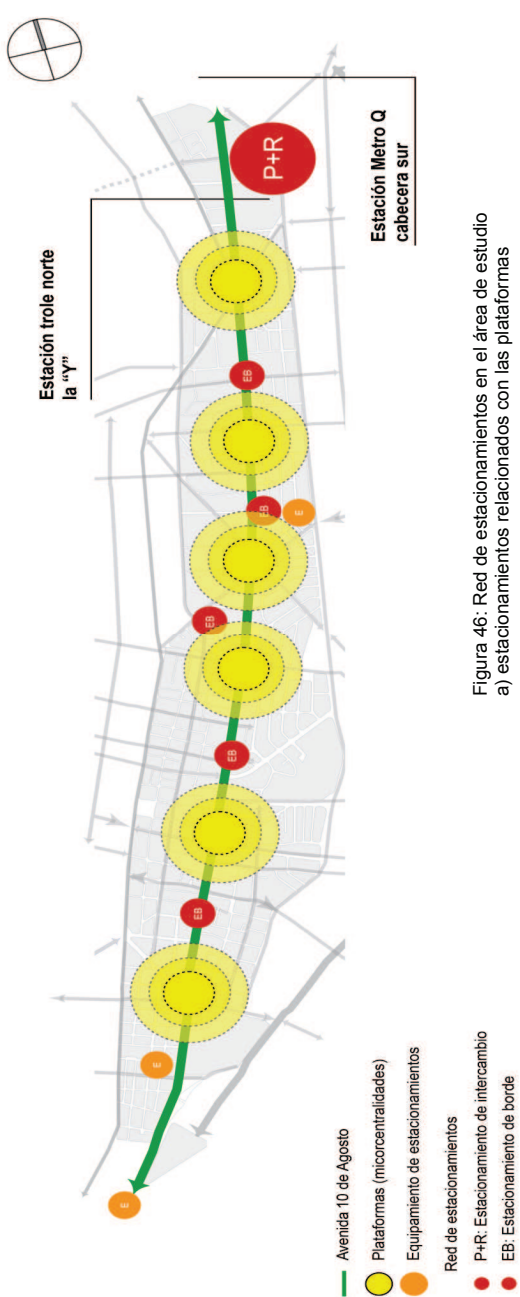 Estación trole norte
la “Y”
P+R
EB
EB
E
EB
EB
EB
E
E
Estación Metro Q
cabecera sur
Avenida 10 de Agosto
Plataformas (micorcentralidades)
Equipamiento de estacionamientos
Red de estacionamientos
P+R: Estacionamiento de intercambio
EB: Estacionamiento de borde
Figura 46: Red de estacionamientos en el área de estudio
a) estacionamientos relacionados con las plataformas